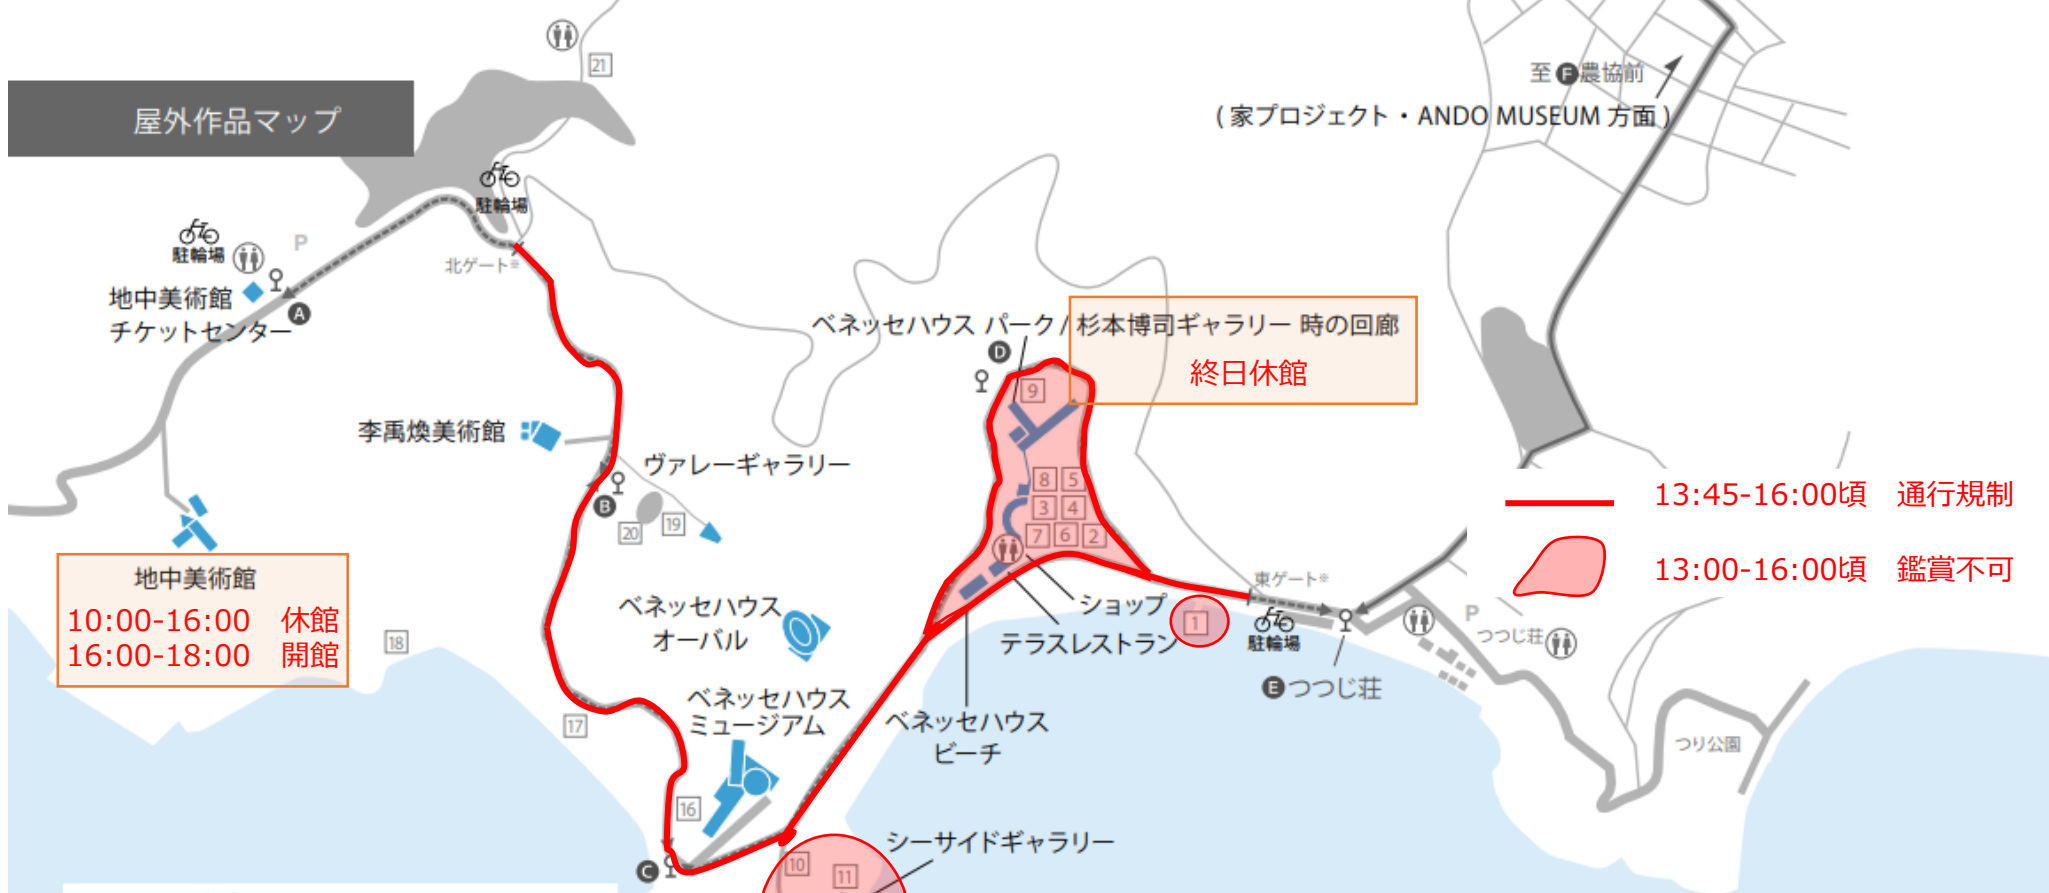 21
屋外作品マップ
至 F 農協前
( 家プロジェクト・ANDO MUSEUM 方面 )
駐輪場
駐輪場
P
北ゲート※
地中美術館
チケットセンター
A
ベネッセハウス パーク / 杉本博司ギャラリー 時の回廊
終日休館
D
9
李禹煥美術館
ヴァレーギャラリー
B
20
19
8 5
3 4
7 6 2
13:45-16:00頃 通行規制
13:00-16:00頃 鑑賞不可
地中美術館
10:00-16:00 休館
16:00-18:00 開館
18
ベネッセハウス
オーバル
東ゲート※
ショップ
テラスレストラン
1
駐輪場
P
つつじ荘
E つつじ荘
17
ベネッセハウス
ミュージアム
ベネッセハウス
ビーチ
つり公園
16
シーサイドギャラリー
C
10
11